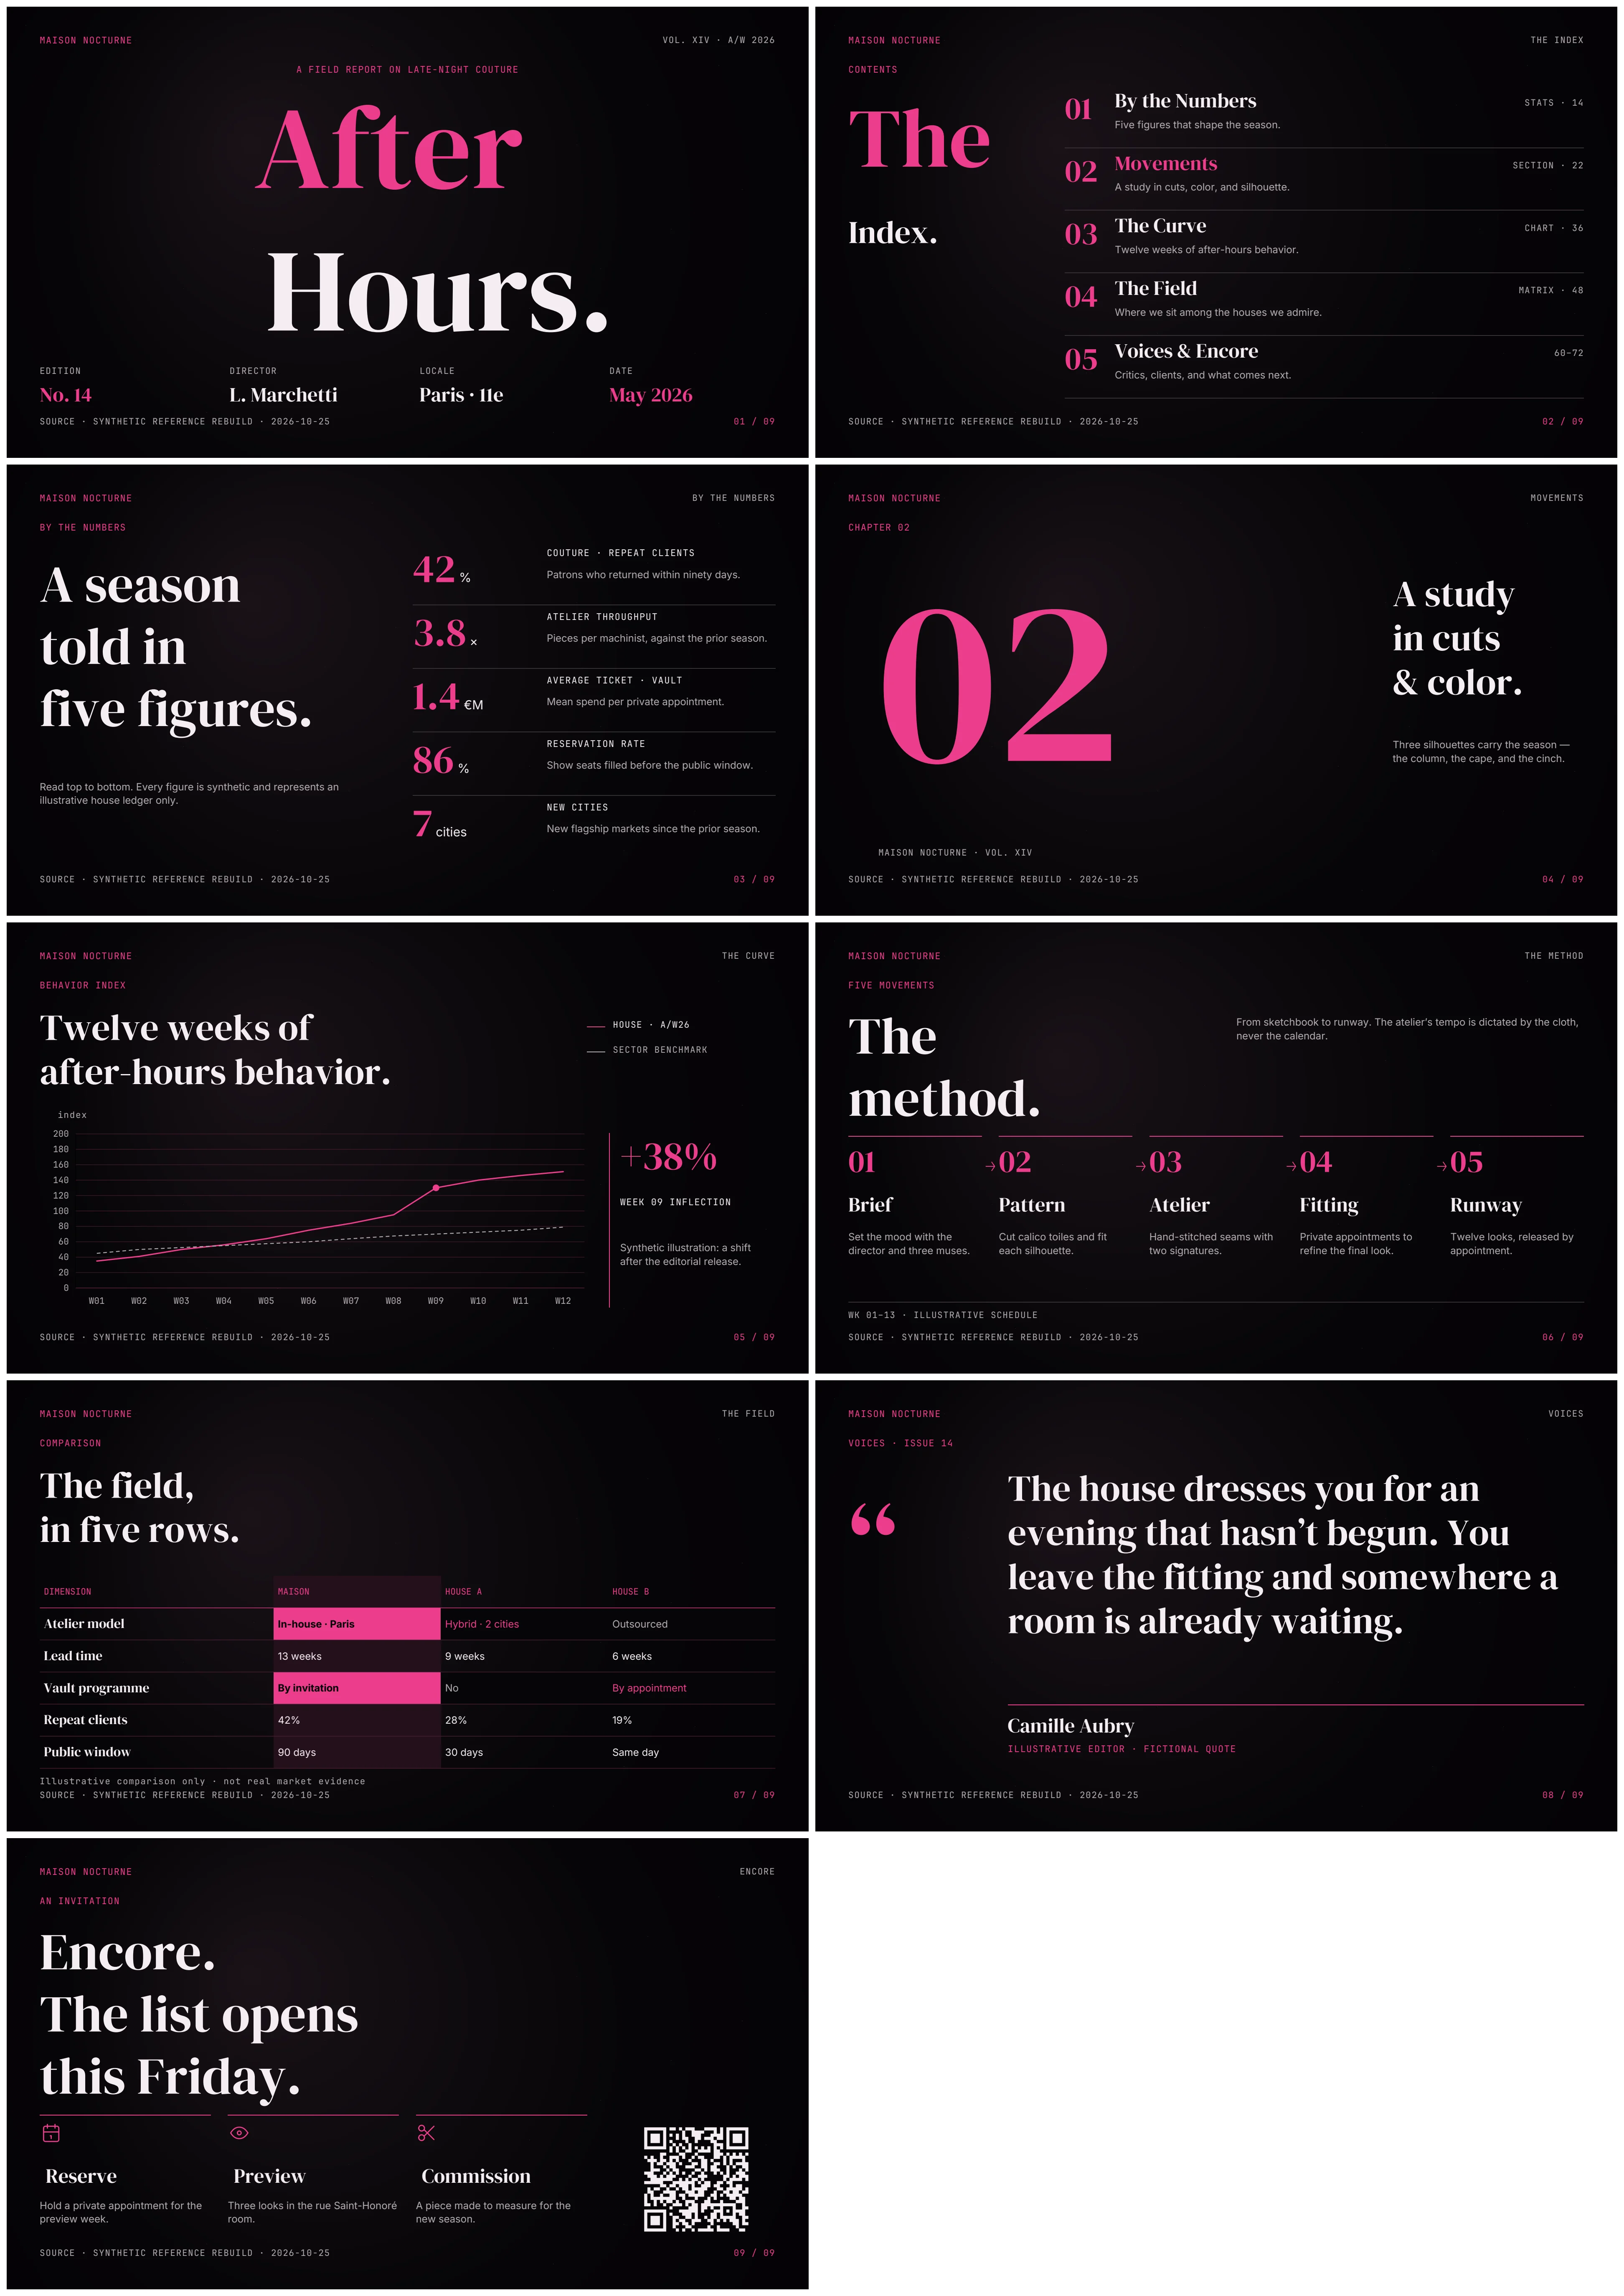 MAISON NOCTURNE
VOL. XIV · A/W 2026
A FIELD REPORT ON LATE-NIGHT COUTURE
After
Hours.
EDITION
No. 14
DIRECTOR
L. Marchetti
LOCALE
Paris · 11e
DATE
May 2026
SOURCE · SYNTHETIC REFERENCE REBUILD · 2026-10-25
01 / 09
MAISON NOCTURNE
THE INDEX
CONTENTS
The
Index.
01
By the Numbers
Five figures that shape the season.
STATS · 14
02
Movements
A study in cuts, color, and silhouette.
SECTION · 22
03
The Curve
Twelve weeks of after-hours behavior.
CHART · 36
04
The Field
Where we sit among the houses we admire.
MATRIX · 48
05
Voices & Encore
Critics, clients, and what comes next.
60–72
SOURCE · SYNTHETIC REFERENCE REBUILD · 2026-10-25
02 / 09
MAISON NOCTURNE
BY THE NUMBERS
BY THE NUMBERS
A season
told in
five figures.
Read top to bottom. Every figure is synthetic and represents an
illustrative house ledger only.
42 %
COUTURE · REPEAT CLIENTS
Patrons who returned within ninety days.
3.8 ×
ATELIER THROUGHPUT
Pieces per machinist, against the prior season.
1.4 €M
AVERAGE TICKET · VAULT
Mean spend per private appointment.
86 %
RESERVATION RATE
Show seats filled before the public window.
7 cities
NEW CITIES
New flagship markets since the prior season.
SOURCE · SYNTHETIC REFERENCE REBUILD · 2026-10-25
03 / 09
MAISON NOCTURNE
MOVEMENTS
CHAPTER 02
02
A study
in cuts
& color.
Three silhouettes carry the season —
the column, the cape, and the cinch.
MAISON NOCTURNE · VOL. XIV
SOURCE · SYNTHETIC REFERENCE REBUILD · 2026-10-25
04 / 09
MAISON NOCTURNE
THE CURVE
BEHAVIOR INDEX
Twelve weeks of
after-hours behavior.
HOUSE · A/W26
SECTOR BENCHMARK
index
200
180
160
140
120
100
80
60
40
20
0
W01 W02 W03 W04 W05 W06 W07 W08 W09 W10 W11 W12
+38%
WEEK 09 INFLECTION
Synthetic illustration: a shift
after the editorial release.
SOURCE · SYNTHETIC REFERENCE REBUILD · 2026-10-25
05 / 09
MAISON NOCTURNE
THE METHOD
FIVE MOVEMENTS
The
method.
From sketchbook to runway. The atelier’s tempo is dictated by the cloth,
never the calendar.
01
Brief
Set the mood with the
director and three muses.
→
02
Pattern
Cut calico toiles and fit
each silhouette.
→
03
Atelier
Hand-stitched seams with
two signatures.
→
04
Fitting
Private appointments to
refine the final look.
→
05
Runway
Twelve looks, released by
appointment.
WK 01–13 · ILLUSTRATIVE SCHEDULE
SOURCE · SYNTHETIC REFERENCE REBUILD · 2026-10-25
06 / 09
MAISON NOCTURNE
THE FIELD
COMPARISON
The field,
in five rows.
DIMENSION MAISON HOUSE A HOUSE B
Atelier model In-house · Paris Hybrid · 2 cities Outsourced
Lead time 13 weeks 9 weeks 6 weeks
Vault programme By invitation No By appointment
Repeat clients 42% 28% 19%
Public window 90 days 30 days Same day
Illustrative comparison only · not real market evidence
SOURCE · SYNTHETIC REFERENCE REBUILD · 2026-10-25
07 / 09
MAISON NOCTURNE
VOICES
VOICES · ISSUE 14
“
The house dresses you for an
evening that hasn’t begun. You
leave the fitting and somewhere a
room is already waiting.
Camille Aubry
ILLUSTRATIVE EDITOR · FICTIONAL QUOTE
SOURCE · SYNTHETIC REFERENCE REBUILD · 2026-10-25
08 / 09
MAISON NOCTURNE
ENCORE
AN INVITATION
Encore.
The list opens
this Friday.
Reserve
Hold a private appointment for the
preview week.
Preview
Three looks in the rue Saint-Honoré
room.
Commission
A piece made to measure for the
new season.
SOURCE · SYNTHETIC REFERENCE REBUILD · 2026-10-25
09 / 09